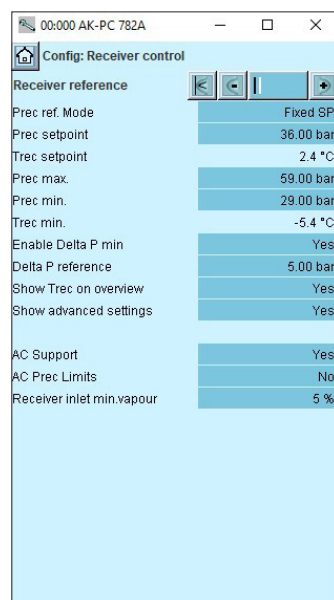 00:000 AK-PC 782A
Config: Receiver control
Receiver reference
Prec ref. Mode Fixed SP
Prec setpoint 36.00 bar
Trec setpoint 2.4 °C
Prec max. 59.00 bar
Prec min. 29.00 bar
Trec min. -5.4 °C
Enable Delta P min Yes
Delta P reference 5.00 bar
Show Trec on overview Yes
Show advanced settings Yes
AC Support Yes
AC Prec Limits No
Receiver inlet min.vapour 5 %